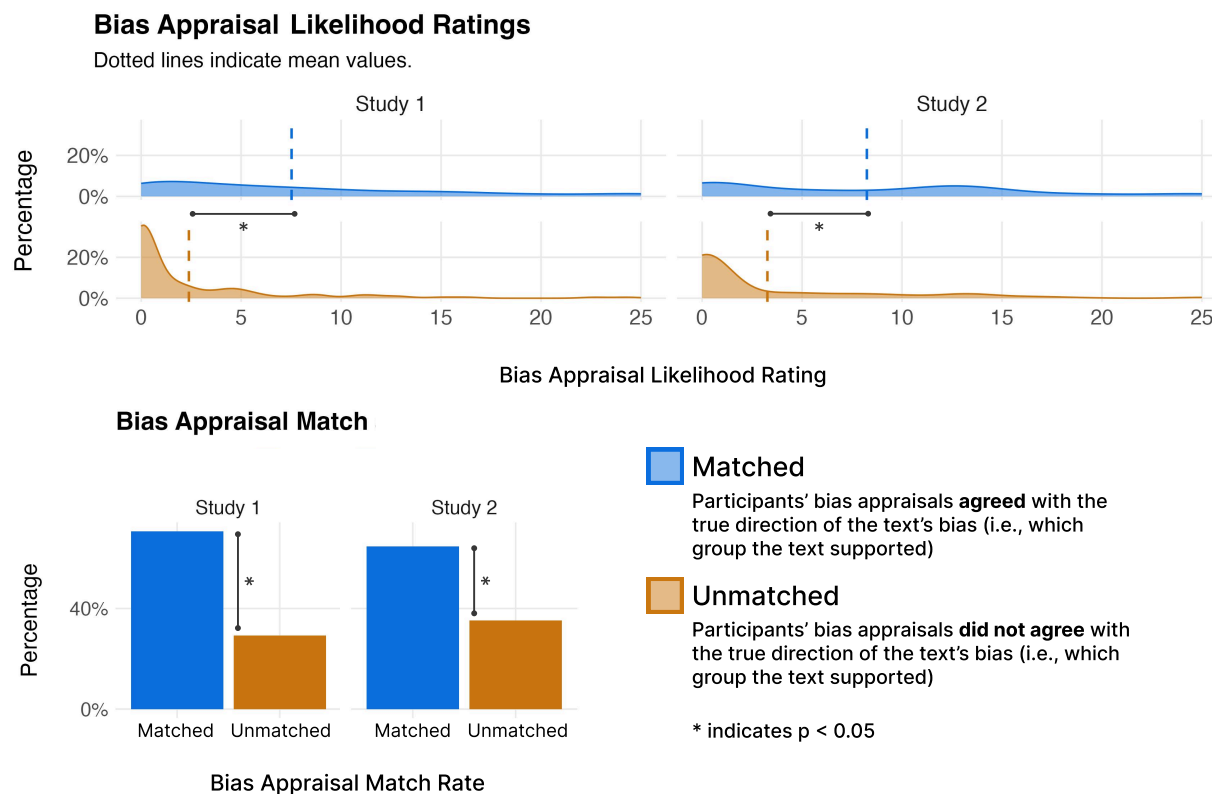 Bias Appraisal Likelihood Ratings
Dotted lines indicate mean values.
Study 1
Study 2
Percentage
20%
0%
*
*
20%
0%
0 5 10 15 20 25
0 5 10 15 20 25
Bias Appraisal Likelihood Rating
Bias Appraisal Match
Study 1
Study 2
Percentage
40%
0%
*
*
Matched Unmatched
Matched Unmatched
Bias Appraisal Match Rate
Matched
Participants’ bias appraisals agreed with the
true direction of the text’s bias (i.e., which
group the text supported)
Unmatched
Participants’ bias appraisals did not agree with
the true direction of the text’s bias (i.e., which
group the text supported)
* indicates p < 0.05